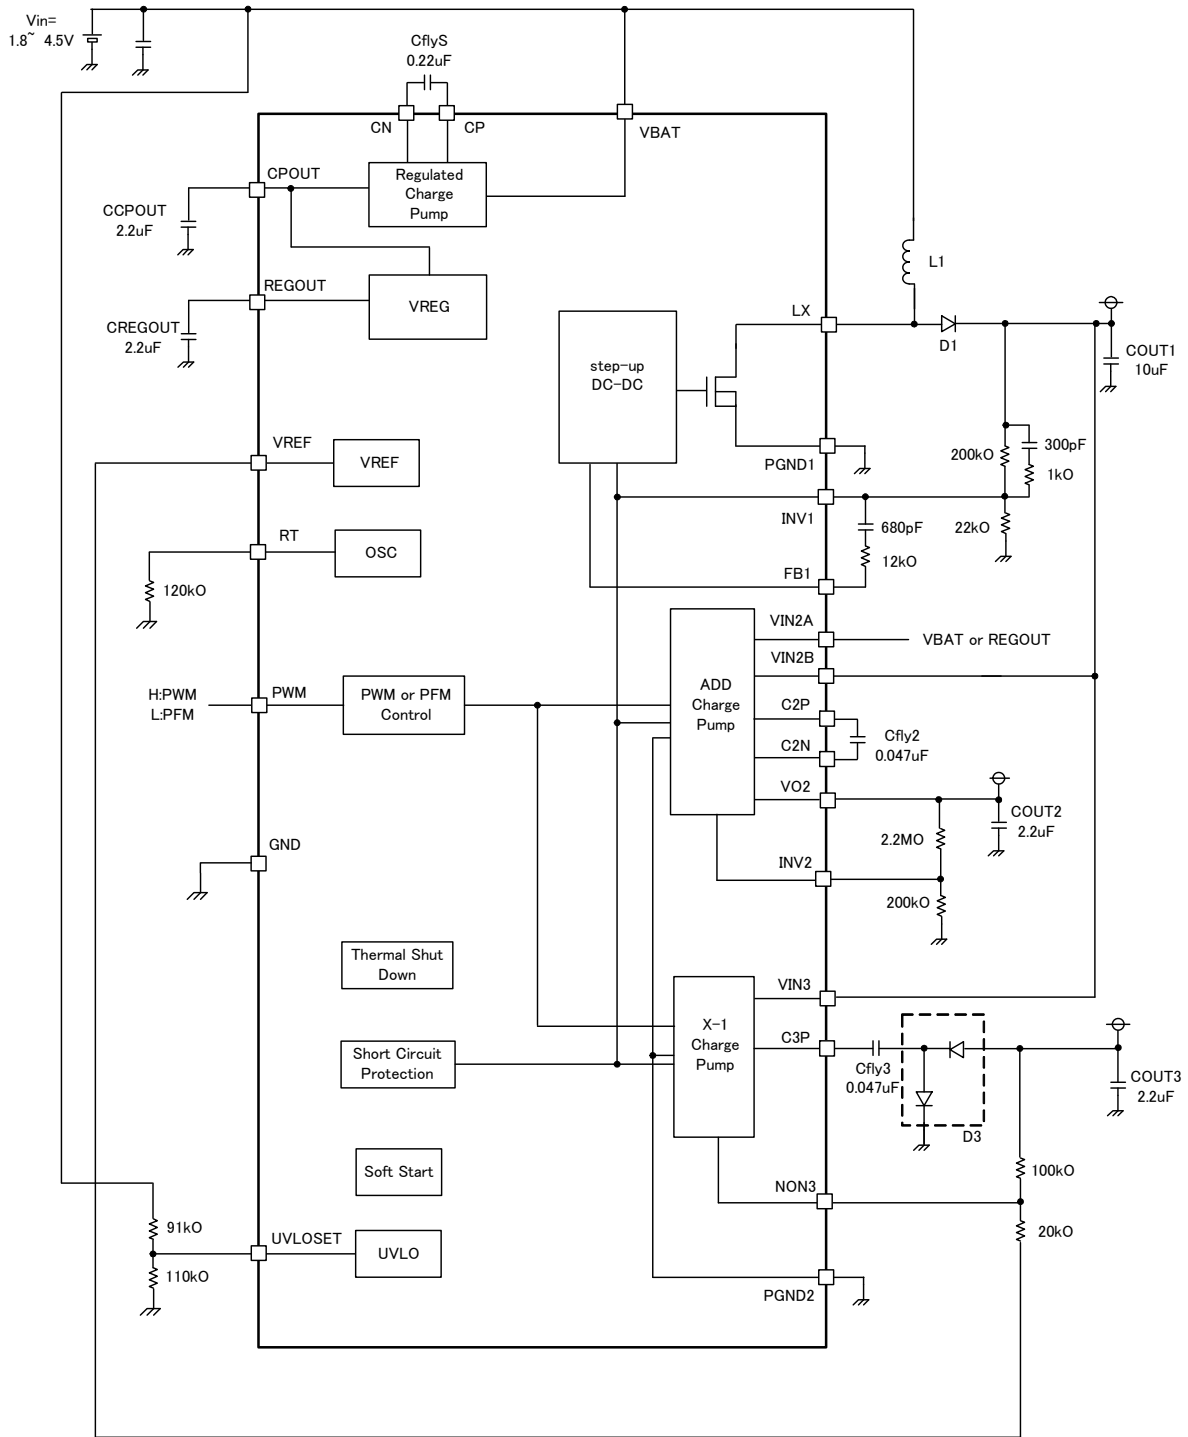 Vin=
1.8~ 4.5V
CflyS
0.22uF
CN
CP
VBAT
CPOUT
Regulated
Charge
Pump
CCPOUT
2.2uF
REGOUT
VREG
CREGOUT
2.2uF
L1
LX
D1
COUT1
10uF
step-up
DC-DC
VREF
VREF
PGND1
200kO
300pF
1kO
INV1
680pF
22kO
12kO
RT
OSC
120kO
FB1
VIN2A
VBAT or REGOUT
VIN2B
H:PWM
L:PFM
PWM
PWM or PFM
Control
ADD
Charge
Pump
C2P
C2N
Cfly2
0.047uF
VO2
COUT2
2.2uF
2.2MO
GND
INV2
200kO
Thermal Shut
Down
VIN3
X-1
Charge
Pump
C3P
Short Circuit
Protection
Cfly3
0.047uF
D3
COUT3
2.2uF
Soft Start
NON3
100kO
20kO
91kO
UVLOSET
UVLO
110kO
PGND2